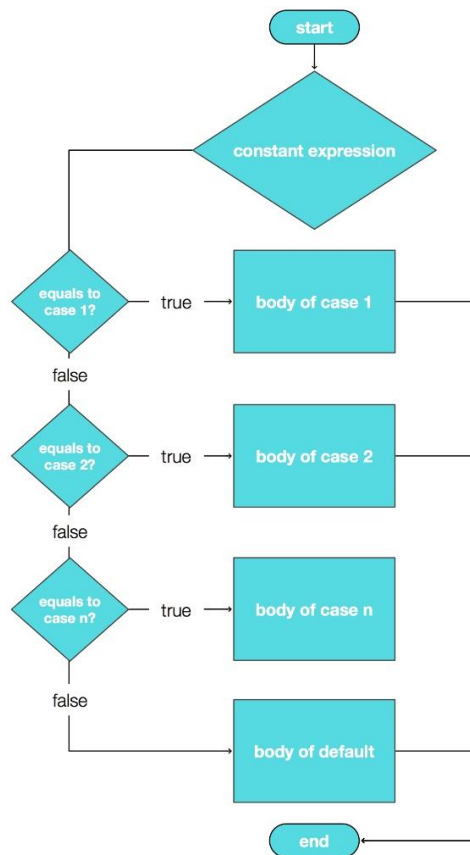 start
constant expression
equals to
case 1?
true
body of case 1
false
equals to
case 2?
true
body of case 2
false
equals to
case n?
true
body of case n
false
body of default
end